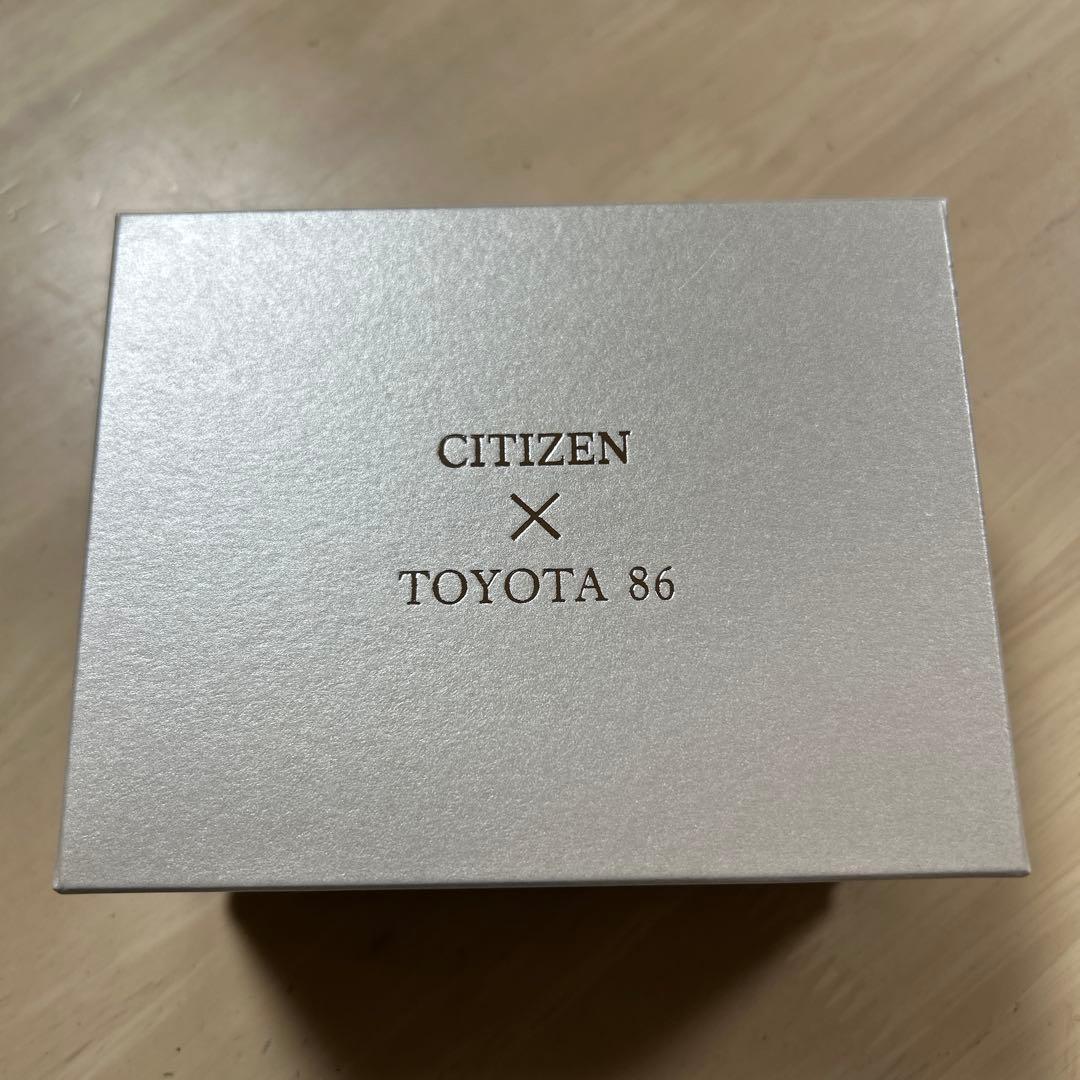 CITIZEN
×
TOYOTA 86